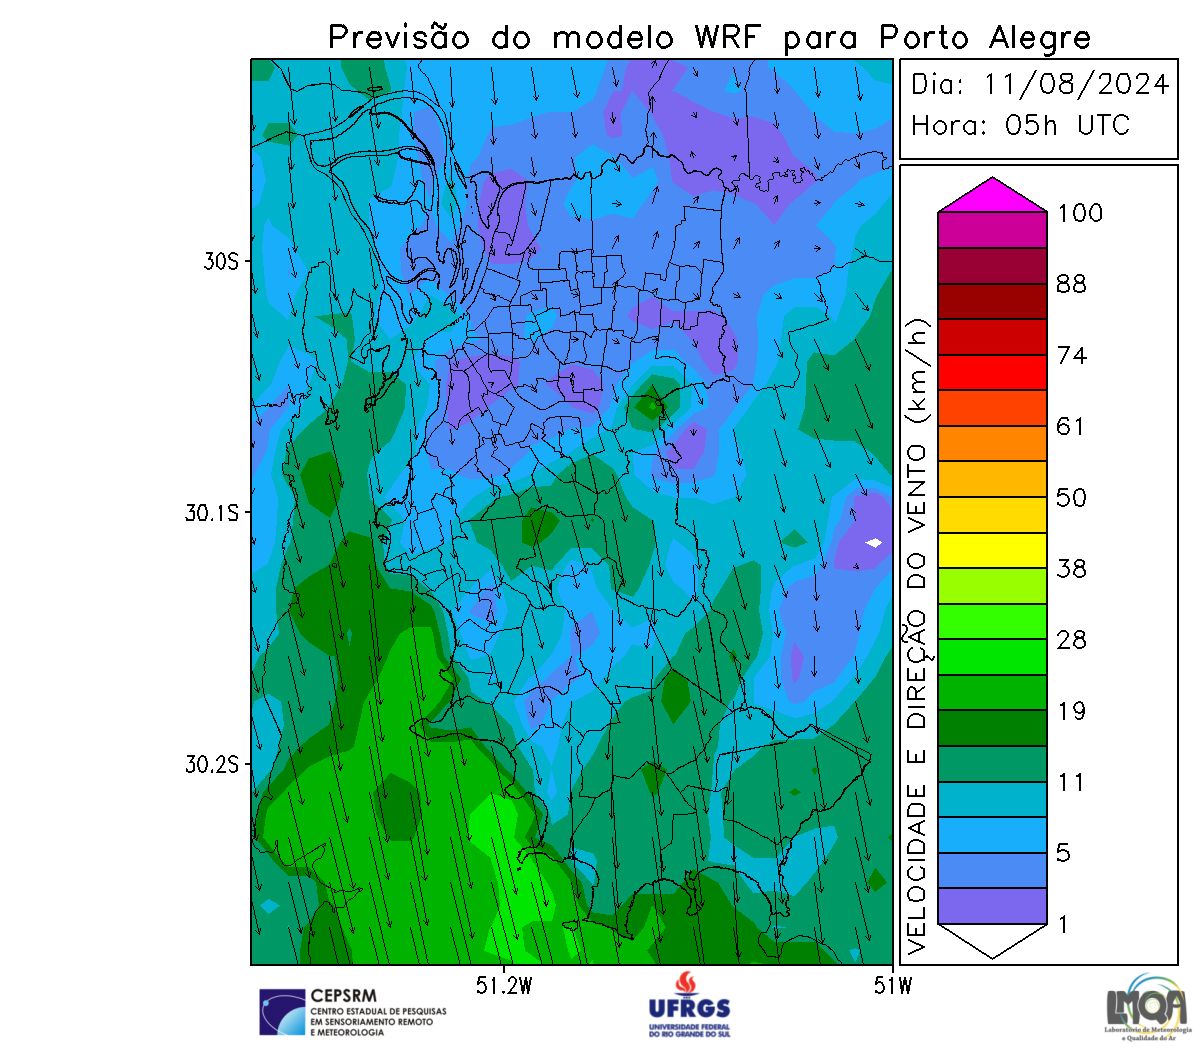 Previsão do modelo WRF para Porto Alegre
Dia: 11/08/2024
Hora: 05h UTC
30S
30.1S
30.2S
51.2W
51W
VELOCIDADE E DIREÇÃO DO VENTO (km/h)
100
88
74
61
50
38
28
19
11
5
1
CEPSRM
CENTRO ESTADUAL DE PESQUISAS
EM SENSORIAMENTO REMOTO
E METEOROLOGIA
UFRGS
UNIVERSIDADE FEDERAL
DO RIO GRANDE DO SUL
LMQA
Laboratório de Meteorologia
e Qualidade do Ar